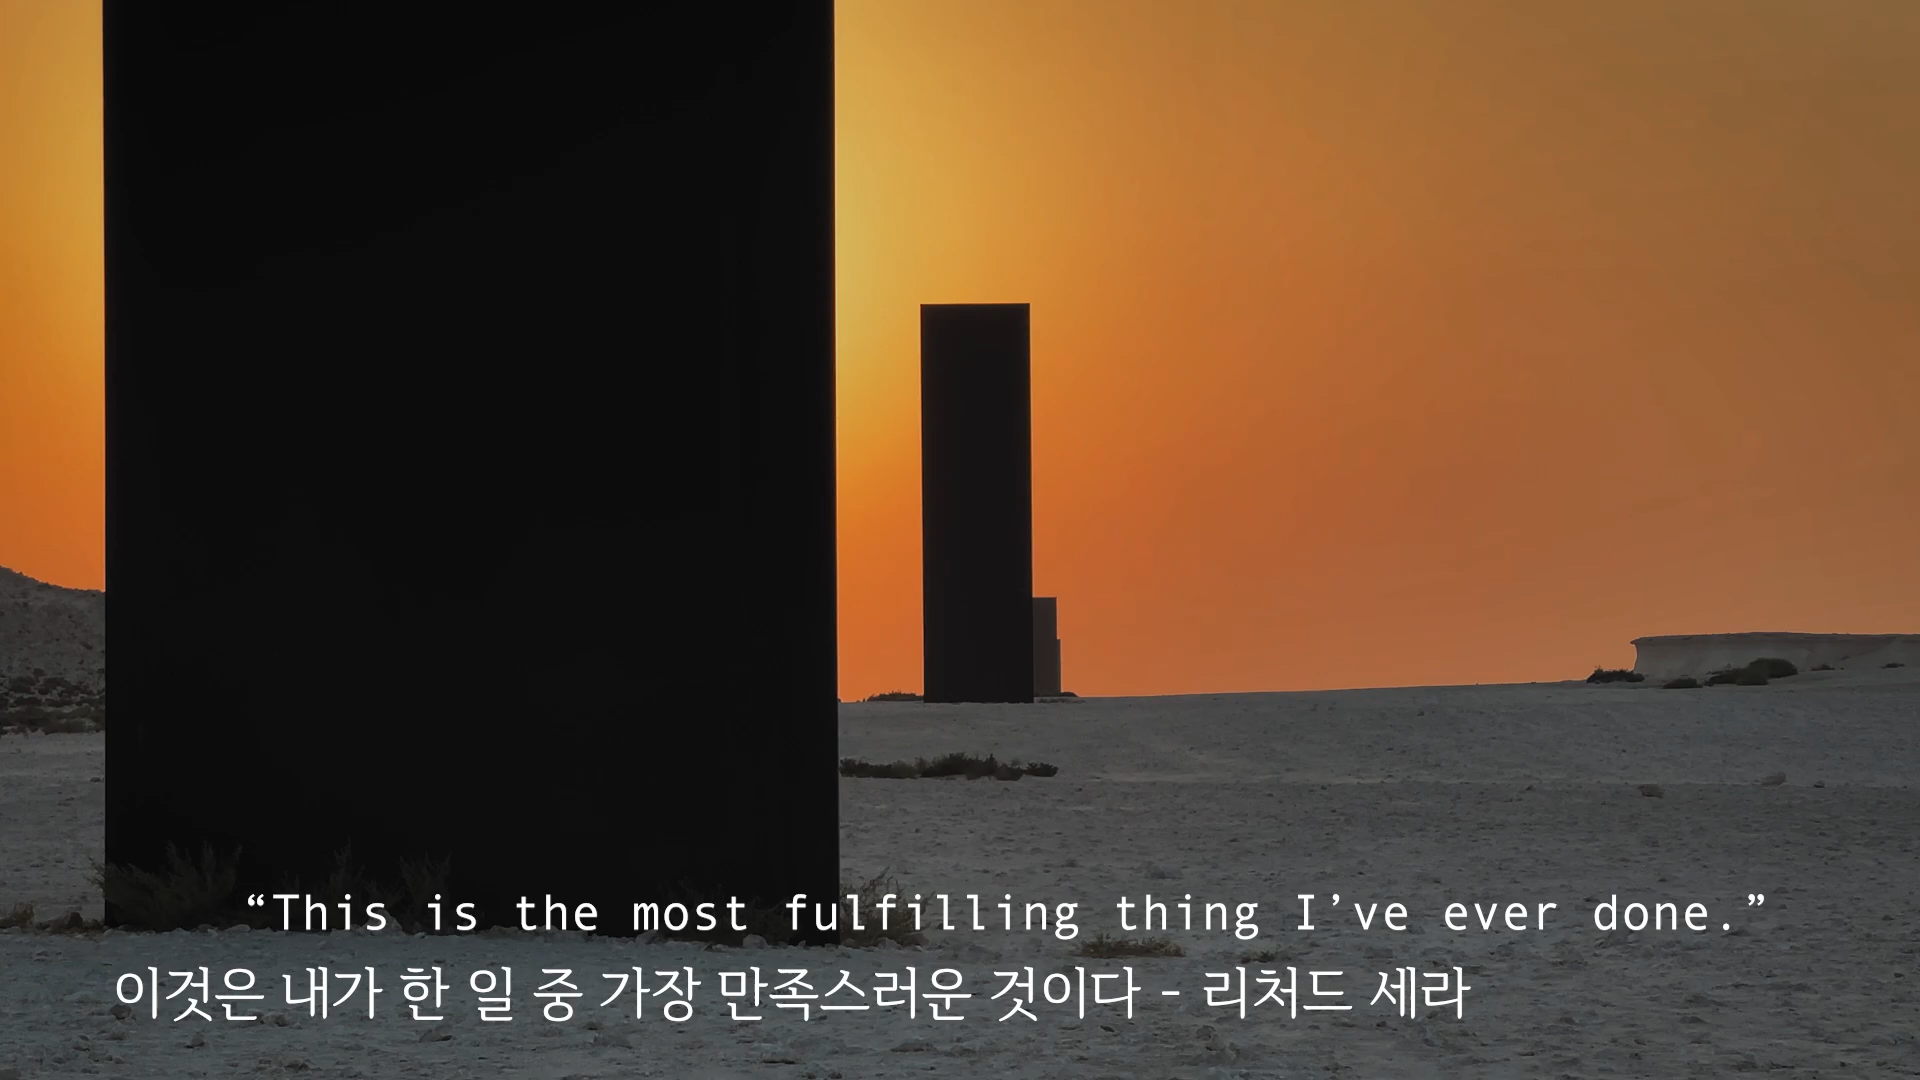 “This is the most fulfilling thing I’ve ever done.”
이것은 내가 한 일 중 가장 만족스러운 것이다 - 리처드 세라